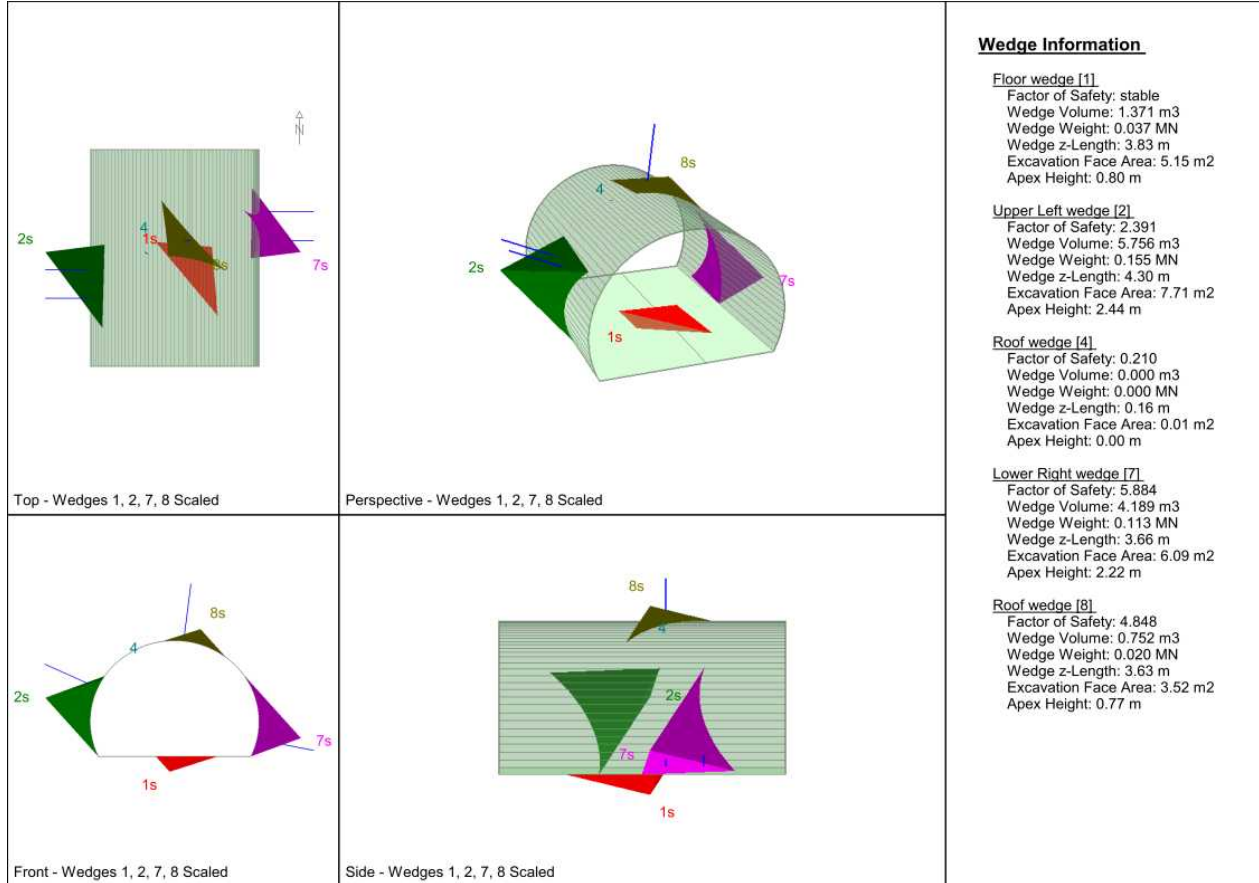 N
2s
4
1s
8s
7s
Top - Wedges 1, 2, 7, 8 Scaled
8s
4
2s
7s
1s
Perspective - Wedges 1, 2, 7, 8 Scaled
8s
4
2s
7s
1s
Front - Wedges 1, 2, 7, 8 Scaled
8s
4
2s
7s
1s
Side - Wedges 1, 2, 7, 8 Scaled
Wedge Information
Floor wedge [1]
Factor of Safety: stable
Wedge Volume: 1.371 m3
Wedge Weight: 0.037 MN
Wedge z-Length: 3.83 m
Excavation Face Area: 5.15 m2
Apex Height: 0.80 m
Upper Left wedge [2]
Factor of Safety: 2.391
Wedge Volume: 5.756 m3
Wedge Weight: 0.155 MN
Wedge z-Length: 4.30 m
Excavation Face Area: 7.71 m2
Apex Height: 2.44 m
Roof wedge [4]
Factor of Safety: 0.210
Wedge Volume: 0.000 m3
Wedge Weight: 0.000 MN
Wedge z-Length: 0.16 m
Excavation Face Area: 0.01 m2
Apex Height: 0.00 m
Lower Right wedge [7]
Factor of Safety: 5.884
Wedge Volume: 4.189 m3
Wedge Weight: 0.113 MN
Wedge z-Length: 3.66 m
Excavation Face Area: 6.09 m2
Apex Height: 2.22 m
Roof wedge [8]
Factor of Safety: 4.848
Wedge Volume: 0.752 m3
Wedge Weight: 0.020 MN
Wedge z-Length: 3.63 m
Excavation Face Area: 3.52 m2
Apex Height: 0.77 m